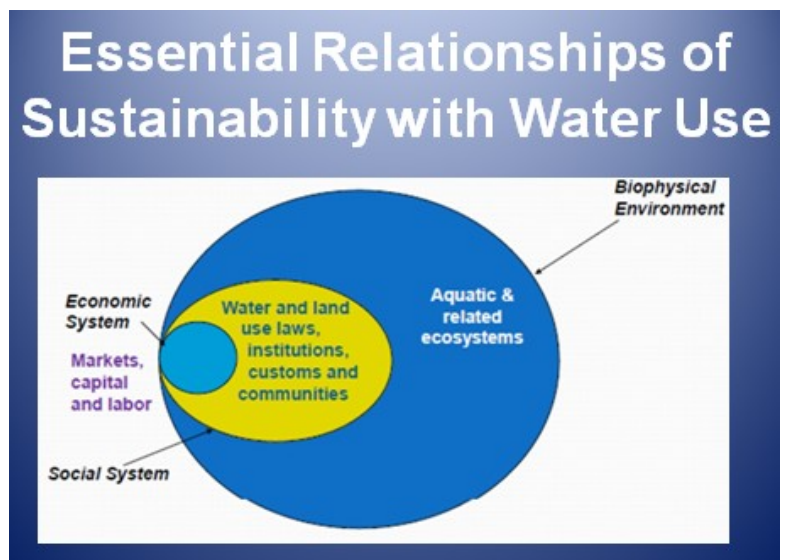 Essential Relationships of
Sustainability with Water Use
Biophysical
Environment
Economic
System
Markets,
capital
and labor
Water and land
use laws,
institutions,
customs and
communities
Aquatic &
related
ecosystems
Social System